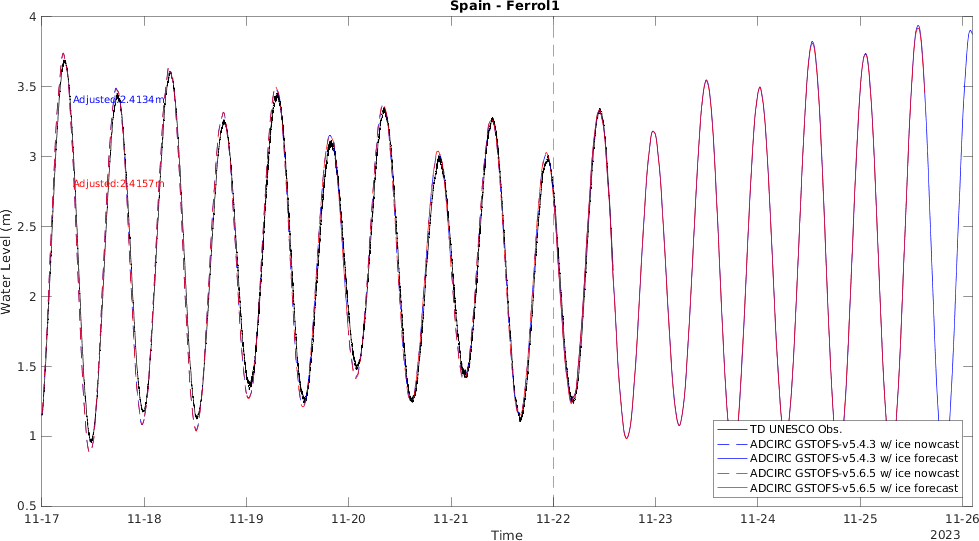 Spain - Ferrol1
4
3.5
3
2.5
2
1.5
1
0.5
Water Level (m)
Adjusted:2.4134m
Adjusted:2.4157m
TD UNESCO Obs.
ADCIRC GSTOFS-v5.4.3 w/ ice nowcast
ADCIRC GSTOFS-v5.4.3 w/ ice forecast
ADCIRC GSTOFS-v5.6.5 w/ ice nowcast
ADCIRC GSTOFS-v5.6.5 w/ ice forecast
11-17 11-18 11-19 11-20 11-21 11-22 11-23 11-24 11-25 11-26
Time
2023